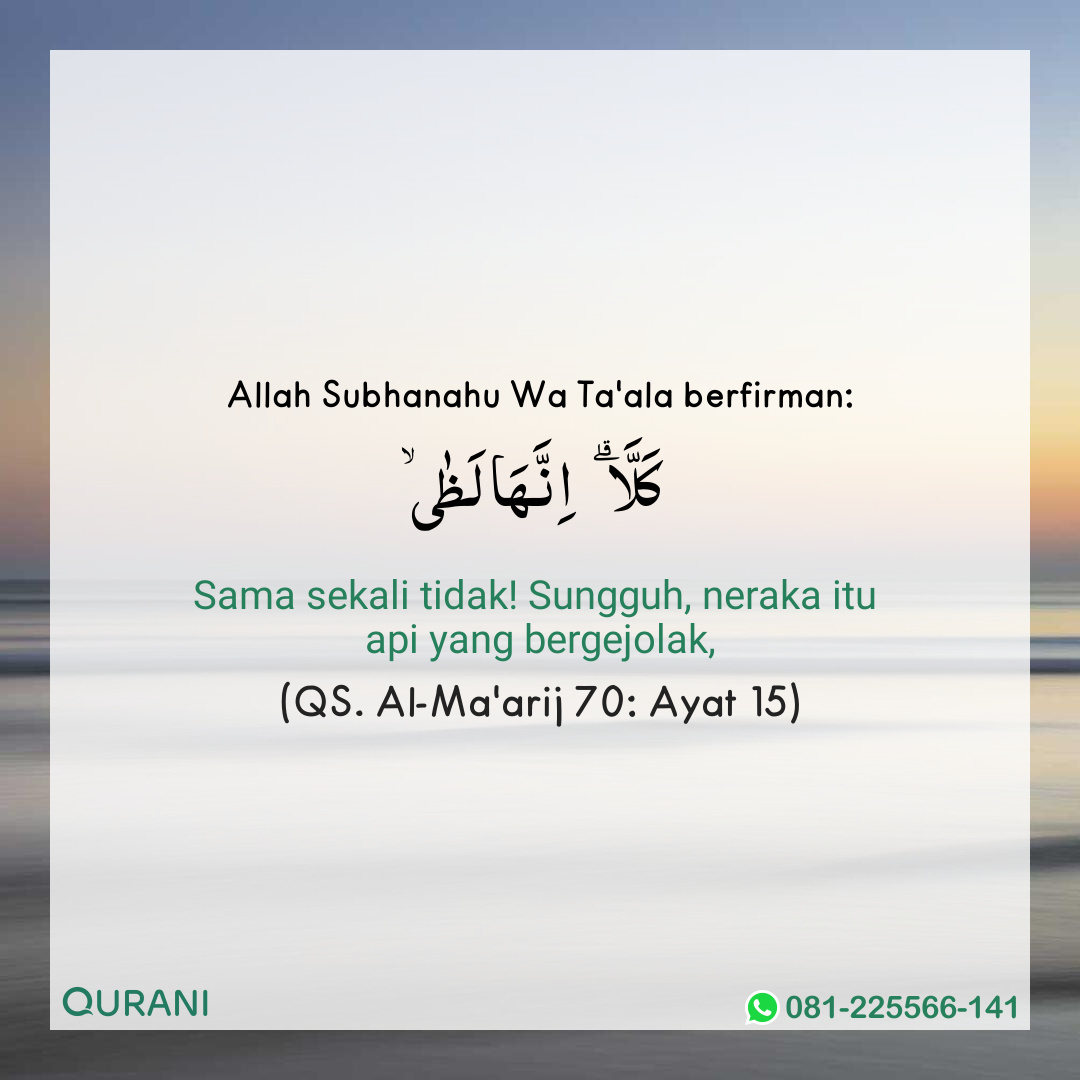 Allah Subhanahu Wa Ta'ala berfirman:
كَلَّاۗ اِنَّهَا لَظٰىۙ
Sama sekali tidak! Sungguh, neraka itu
api yang bergejolak,
(QS. Al-Ma'arij 70: Ayat 15)
QURANI
081-225566-141